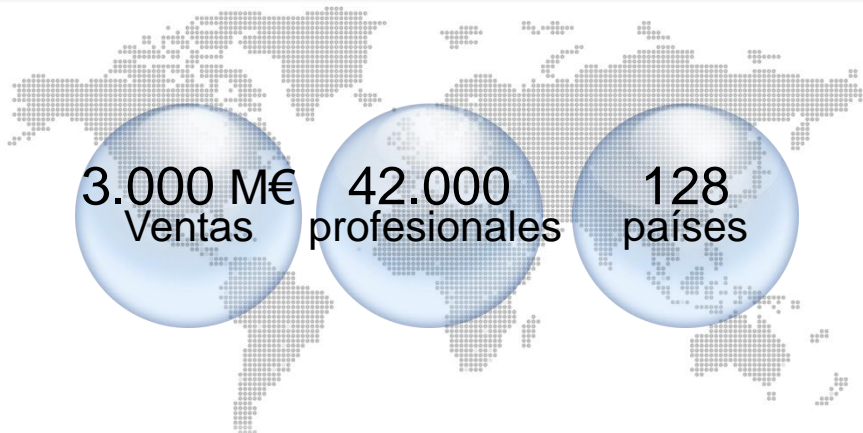 3.000 M€
Ventas
42.000
profesionales
128
países